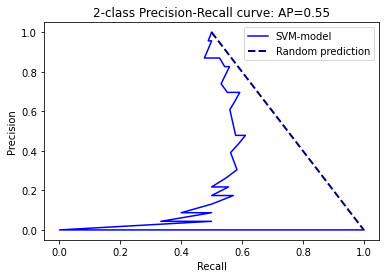 2-class Precision-Recall curve: AP=0.55
SVM-model
Random prediction
Precision
1.0
0.8
0.6
0.4
0.2
0.0
0.0 0.2 0.4 0.6 0.8 1.0
Recall